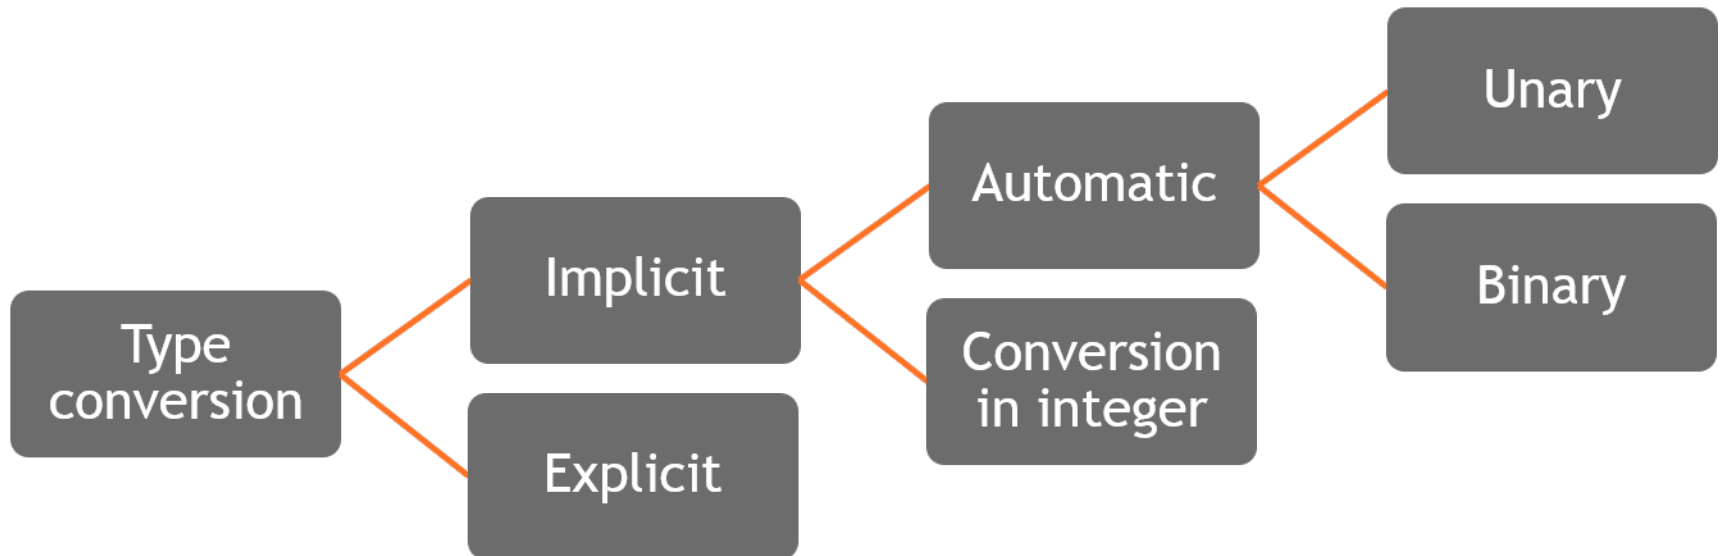 Type
conversion
Implicit
Explicit
Automatic
Conversion
in integer
Unary
Binary